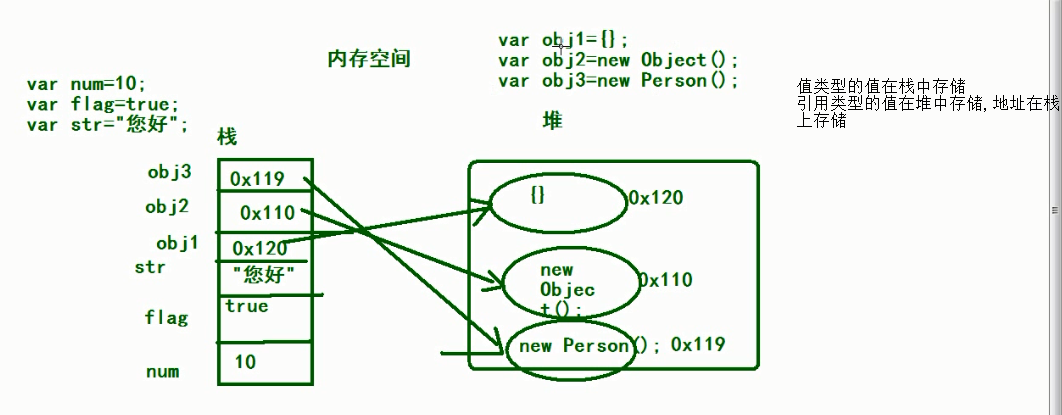 内存空间
var obj1={};
var obj2=new Object();
var obj3=new Person();
var num=10;
var flag=true;
var str="您好";
值类型的值在栈中存储
引用类型的值在堆中存储,地址在栈
上存储
栈
堆
obj3
0x119
obj2
0x110
obj1
0x120
str
"您好"
flag
true
num
10
{}
0x120
new
Objec
t();
0x110
new Person(); 0x119